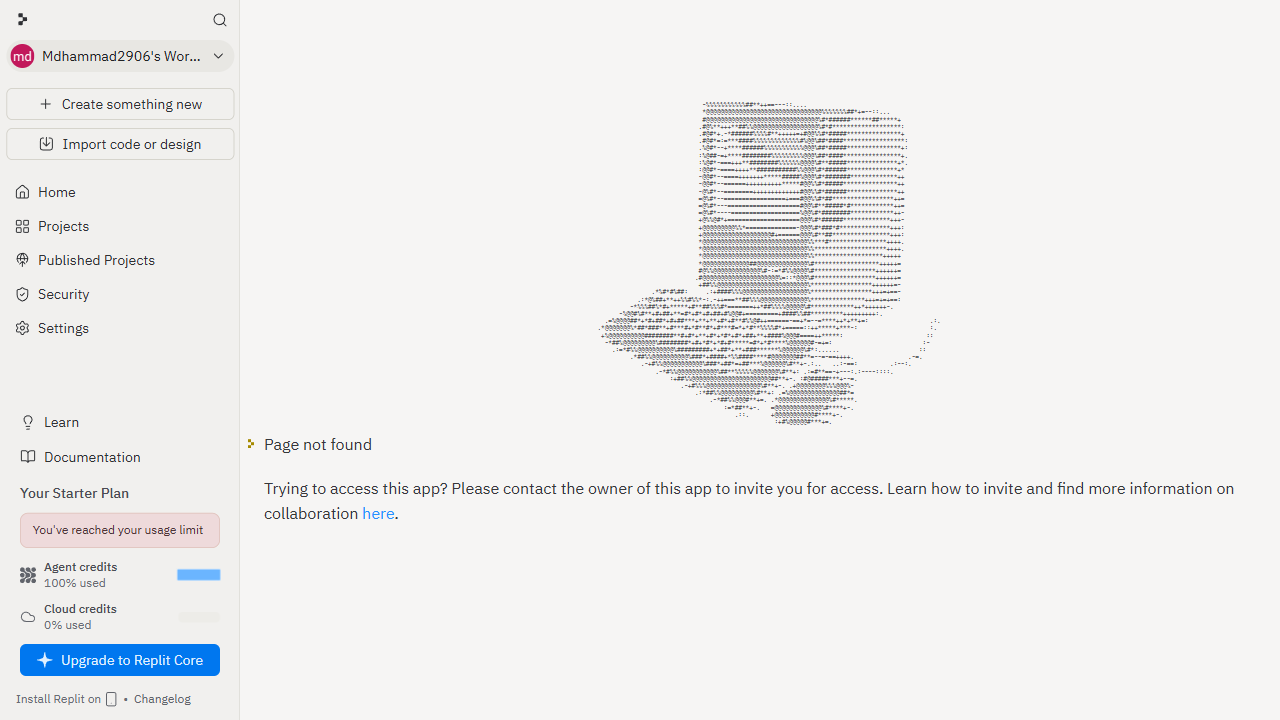 md Mdhammad2906's Wor...
Create something new
Import code or design
Home
Projects
Published Projects
Security
Settings
Learn
Documentation
Your Starter Plan
You've reached your usage limit
Agent credits
100% used
Cloud credits
0% used
Upgrade to Replit Core
Install Replit on • Changelog
Page not found
Trying to access this app? Please contact the owner of this app to invite you for access. Learn how to invite and find more information on
collaboration here.